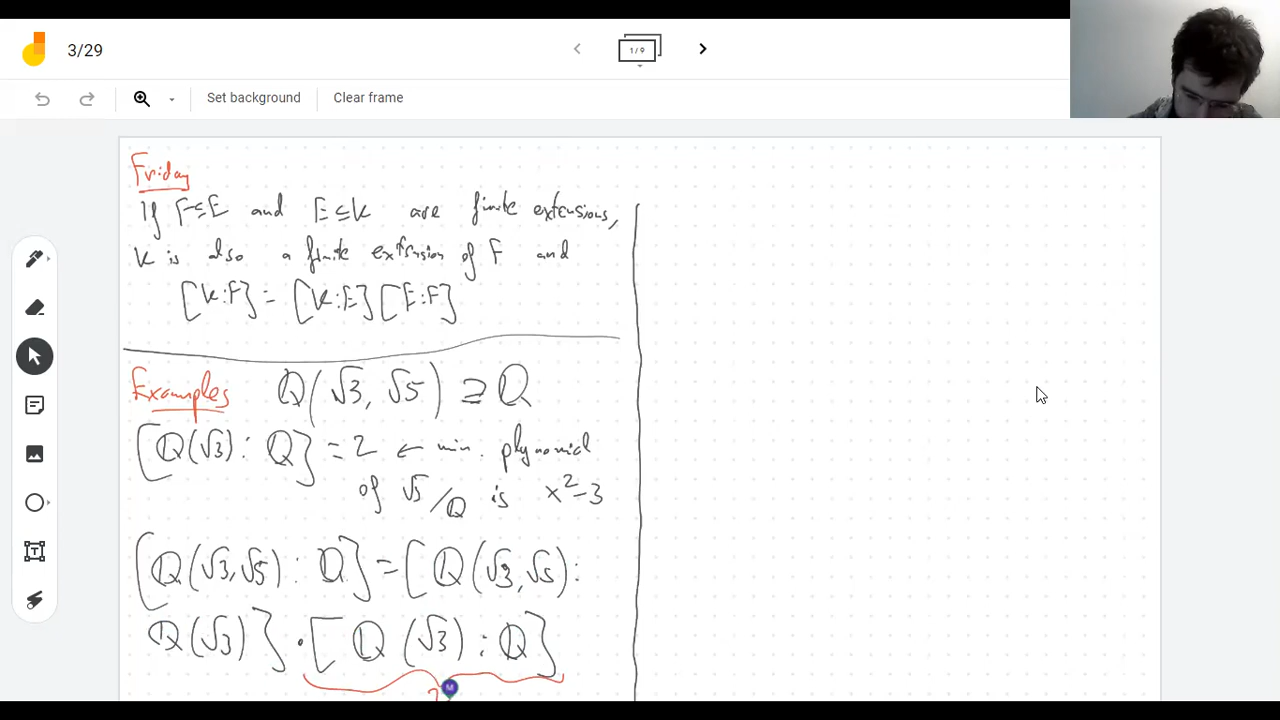 3/29
1/9
Set background
Clear frame
Friday
If F⊆E and E⊆K are finite extensions,
K is also a finite extension of F and
[K:F] = [K:E][E:F]
Examples Q(√3, √5) ⊇ Q
[Q(√3) : Q] = 2 ← min. plynomial
of √3/Q is x²-3
[Q(√3,√5) : Q] = [Q(√3,√5) :
Q(√3)] · [Q(√3) : Q]
M